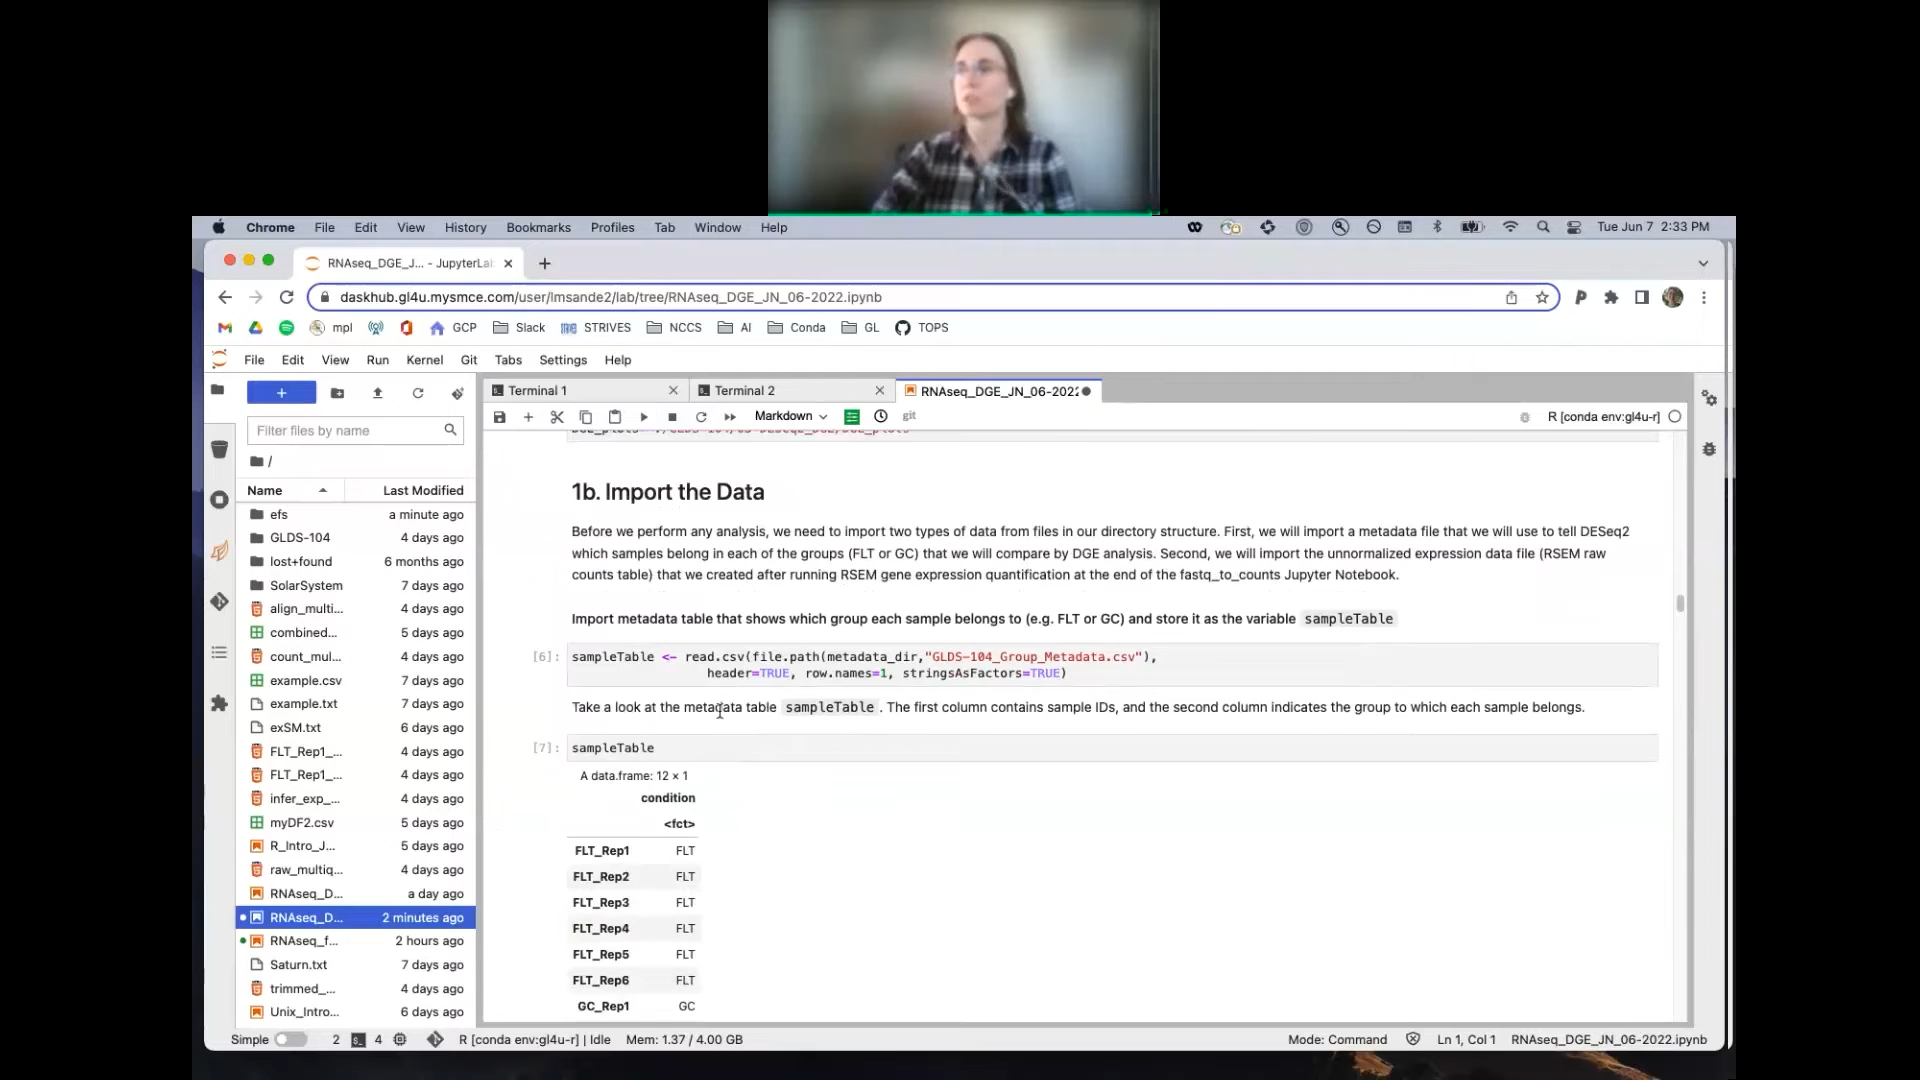 Chrome File Edit View History Bookmarks Profiles Tab Window Help Tue Jun 7 2:33 PM
RNAseq_DGE_J... - JupyterLa
daskhub.gl4u.mysmce.com/user/lmsande2/lab/tree/RNAseq_DGE_JN_06-2022.ipynb
mpl GCP Slack STRIVES NCCS AI Conda GL TOPS
File Edit View Run Kernel Git Tabs Settings Help
Terminal 1 Terminal 2 RNAseq_DGE_JN_06-2022
Markdown git R [conda env:gl4u-r]
Filter files by name
/
Name Last Modified
efs a minute ago
GLDS-104 4 days ago
lost+found 6 months ago
SolarSystem 7 days ago
align_multi... 4 days ago
combined... 5 days ago
count_mul... 4 days ago
example.csv 7 days ago
example.txt 7 days ago
exSM.txt 6 days ago
FLT_Rep1_... 4 days ago
FLT_Rep1_... 4 days ago
infer_exp_... 4 days ago
myDF2.csv 5 days ago
R_Intro_J... 5 days ago
raw_multiq... 4 days ago
RNAseq_D... a day ago
RNAseq_D... 2 minutes ago
RNAseq_f... 2 hours ago
Saturn.txt 7 days ago
trimmed_... 4 days ago
Unix_Intro... 6 days ago
1b. Import the Data
Before we perform any analysis, we need to import two types of data from files in our directory structure. First, we will import a metadata file that we will use to tell DESeq2
which samples belong in each of the groups (FLT or GC) that we will compare by DGE analysis. Second, we will import the unnormalized expression data file (RSEM raw
counts table) that we created after running RSEM gene expression quantification at the end of the fastq_to_counts Jupyter Notebook.
Import metadata table that shows which group each sample belongs to (e.g. FLT or GC) and store it as the variable sampleTable
[6]: sampleTable <- read.csv(file.path(metadata_dir,"GLDS-104_Group_Metadata.csv"),
header=TRUE, row.names=1, stringsAsFactors=TRUE)
Take a look at the metadata table sampleTable . The first column contains sample IDs, and the second column indicates the group to which each sample belongs.
[7]: sampleTable
A data.frame: 12 × 1
condition
<fct>
FLT_Rep1 FLT
FLT_Rep2 FLT
FLT_Rep3 FLT
FLT_Rep4 FLT
FLT_Rep5 FLT
FLT_Rep6 FLT
GC_Rep1 GC
Simple 2 4 R [conda env:gl4u-r] | Idle Mem: 1.37 / 4.00 GB Mode: Command Ln 1, Col 1 RNAseq_DGE_JN_06-2022.ipynb